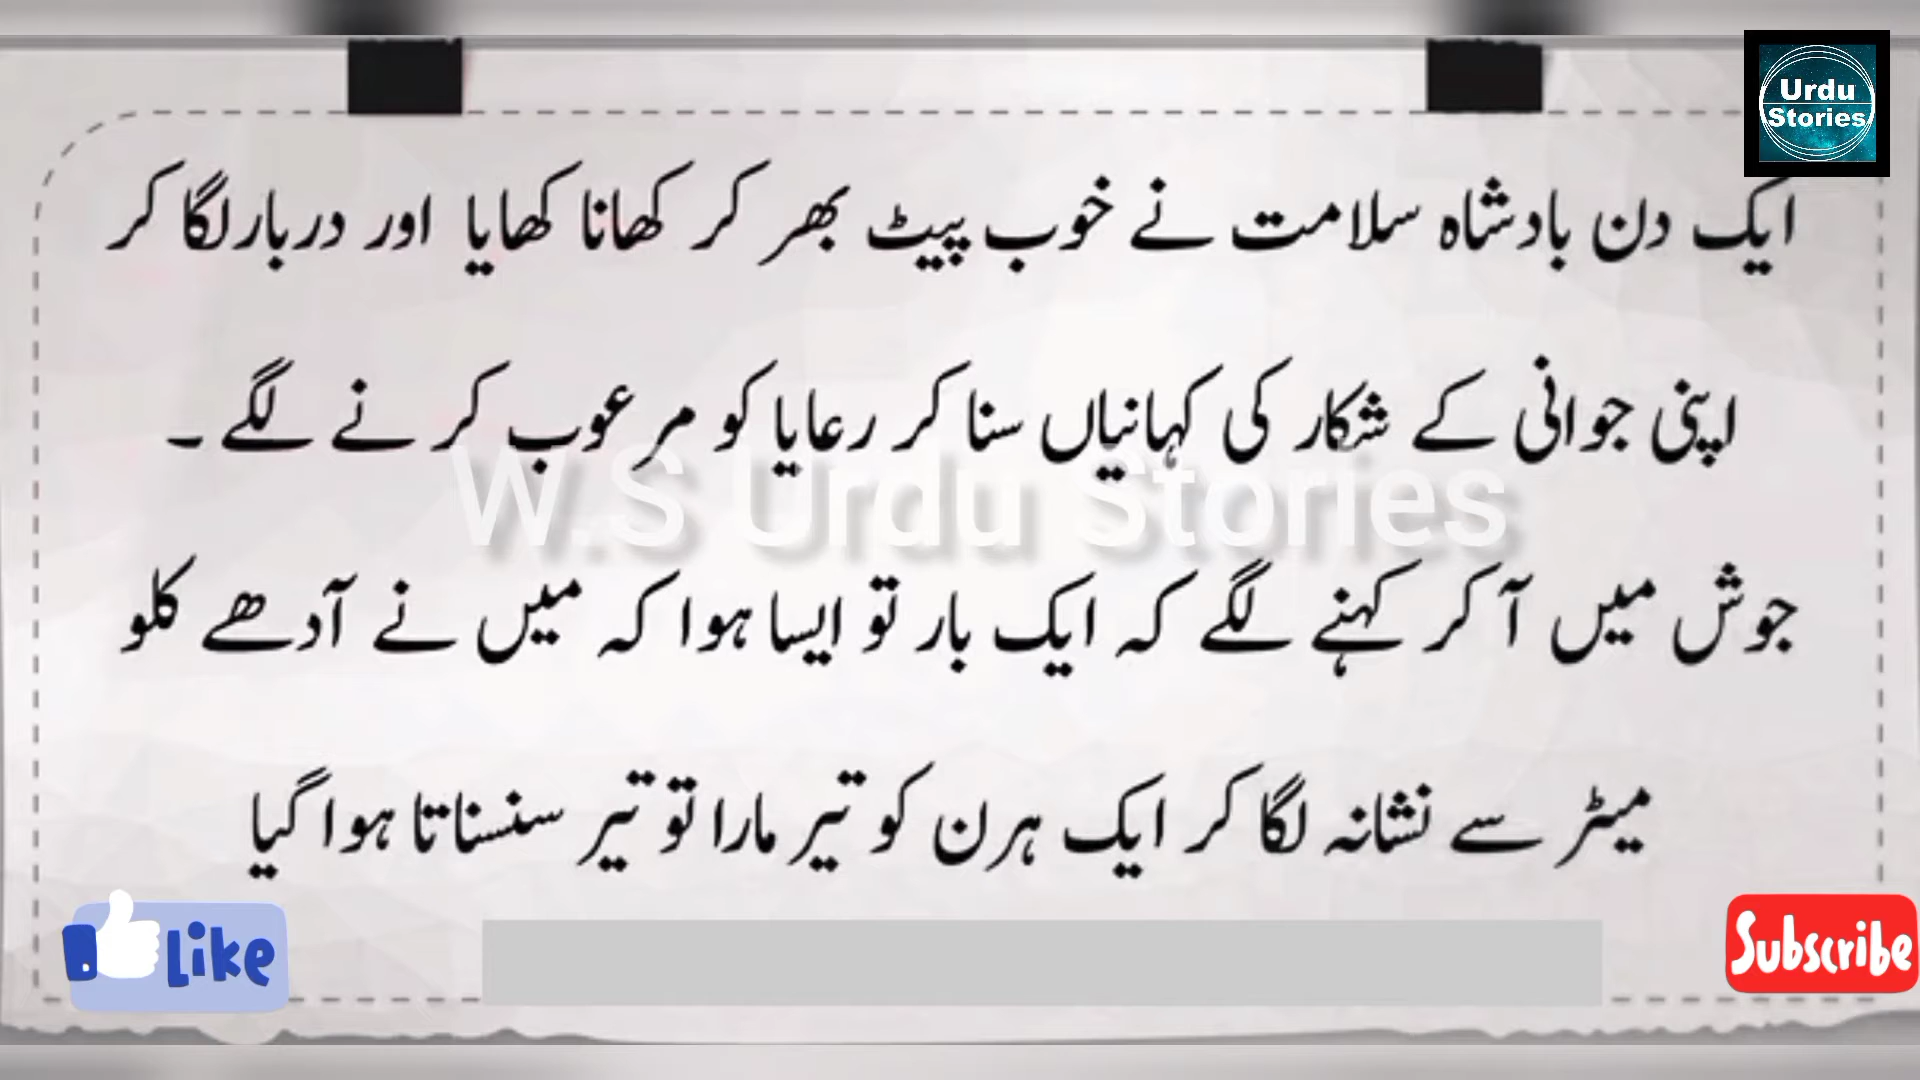 Urdu
Stories
ایک دن بادشاہ سلامت نے خوب پیٹ بھر کر کھانا کھایا اور دربار لگا کر
اپنی جوانی کے شکار کی کہانیاں سنا کر رعایا کو مرعوب کرنے لگے ۔
W.S Urdu Stories
جوش میں آ کر کہنے لگے کہ ایک بار تو ایسا ہوا کہ میں نے آدھے کلو
میٹر سے نشانہ لگا کر ایک ہرن کو تیر مارا تو تیر سنسناتا ہوا گیا
Like
Subscribe